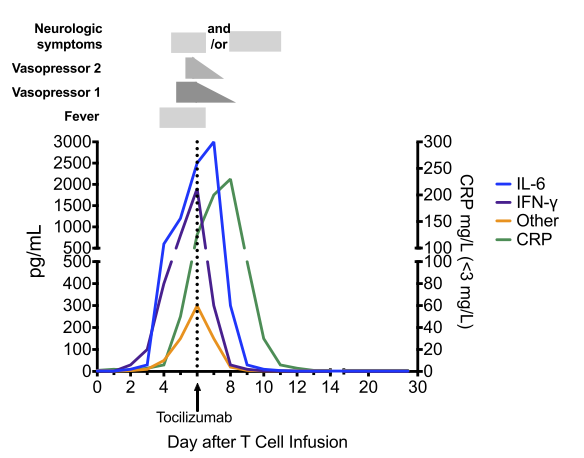 Neurologic
symptoms
and
/or
Vasopressor 2
Vasopressor 1
Fever
3000
2500
2000
1500
1000
500
500
400
300
200
100
0
pg/mL
300
250
200
150
100
100
80
60
40
20
0
CRP mg/L (<3 mg/L)
IL-6
IFN-γ
Other
CRP
0 2 4 6 8 10 12 14 20 30
Tocilizumab
Day after T Cell Infusion